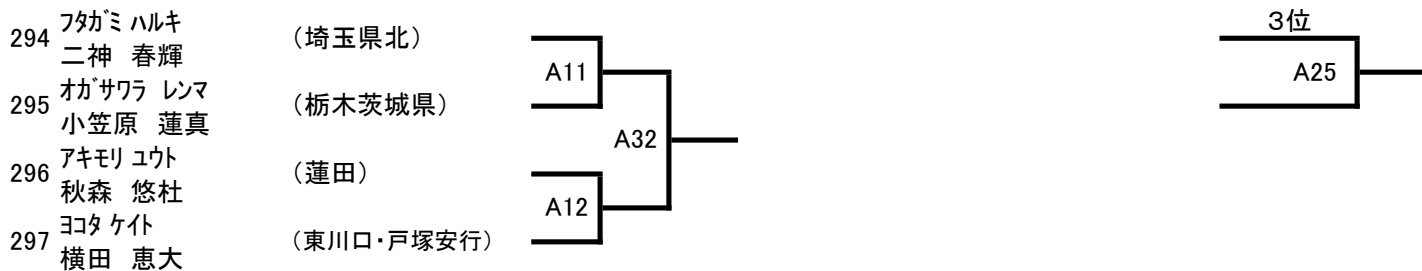 フタガミ ハルキ
294 二神 春輝 （埼玉県北）
オガサワラ レンマ
295 小笠原 蓮真 （栃木茨城県）
アキモリ ユウト
296 秋森 悠杜 （蓮田）
ヨコタ ケイト
297 横田 恵大 （東川口・戸塚安行）
A11
A32
A12
３位
A25